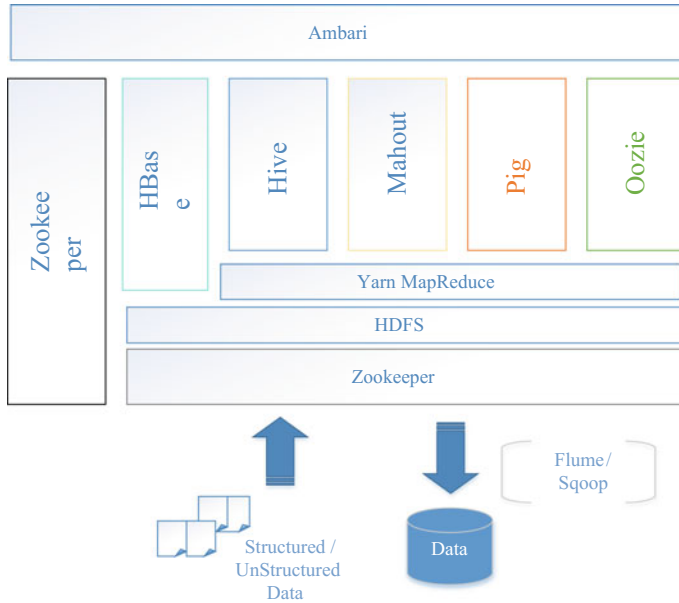 Ambari
Zookee
per
HBas
e
Hive
Mahout
Pig
Oozie
Yarn MapReduce
HDFS
Zookeeper
Flume/
Sqoop
Structured /
UnStructured
Data
Data